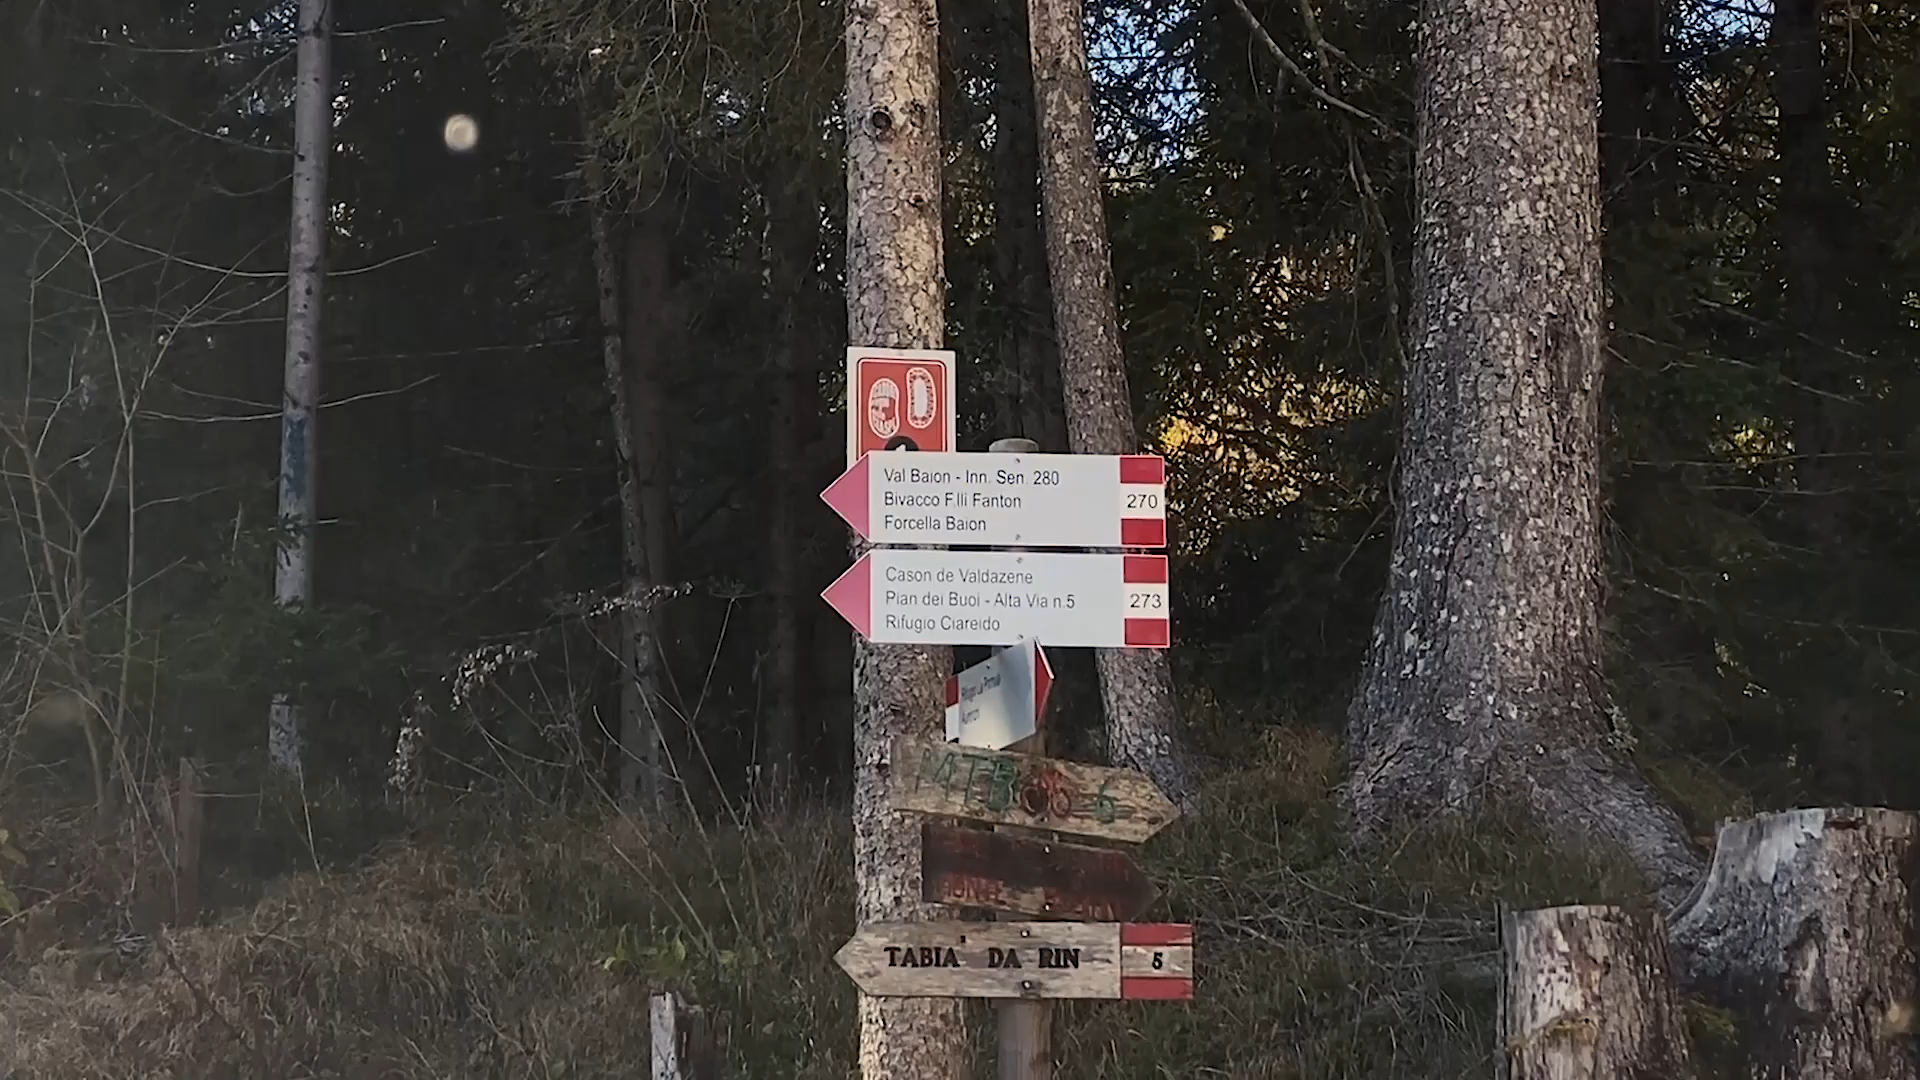 Val Baion - Inn. Sen. 280
Bivacco F.lli Fanton
Forcella Baion
270
Cason de Valdazene
Pian dei Buoi - Alta Via n.5
Rifugio Ciareido
273
MTB
6
TABIA' DA RIN
5